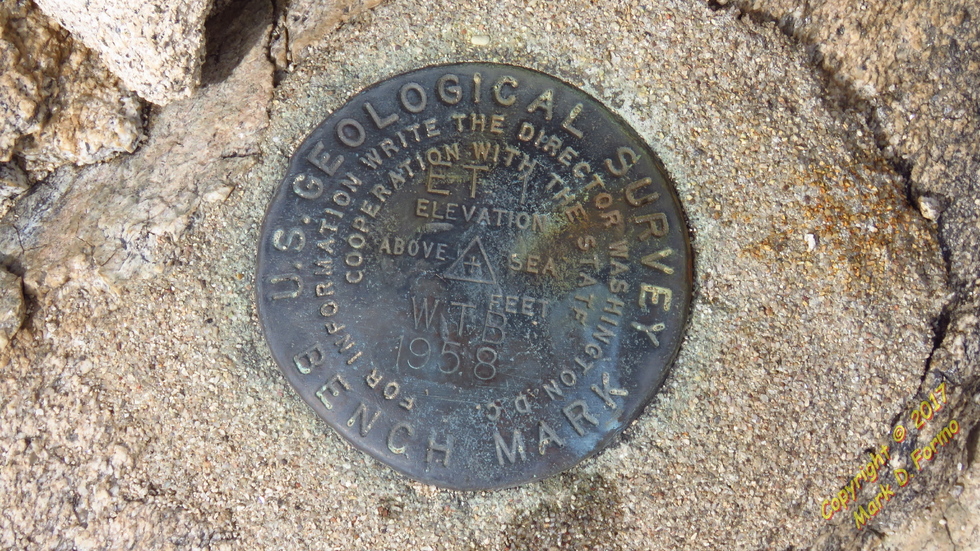 U.S. GEOLOGICAL SURVEY
FOR INFORMATION WRITE THE DIRECTOR WASHINGTON, D.C.
COOPERATION WITH THE STATE
ET 1
ELEVATION
ABOVE SEA
FEET
WTB
1958
BENCH MARK
Copyright © 2017
Mark D Formo